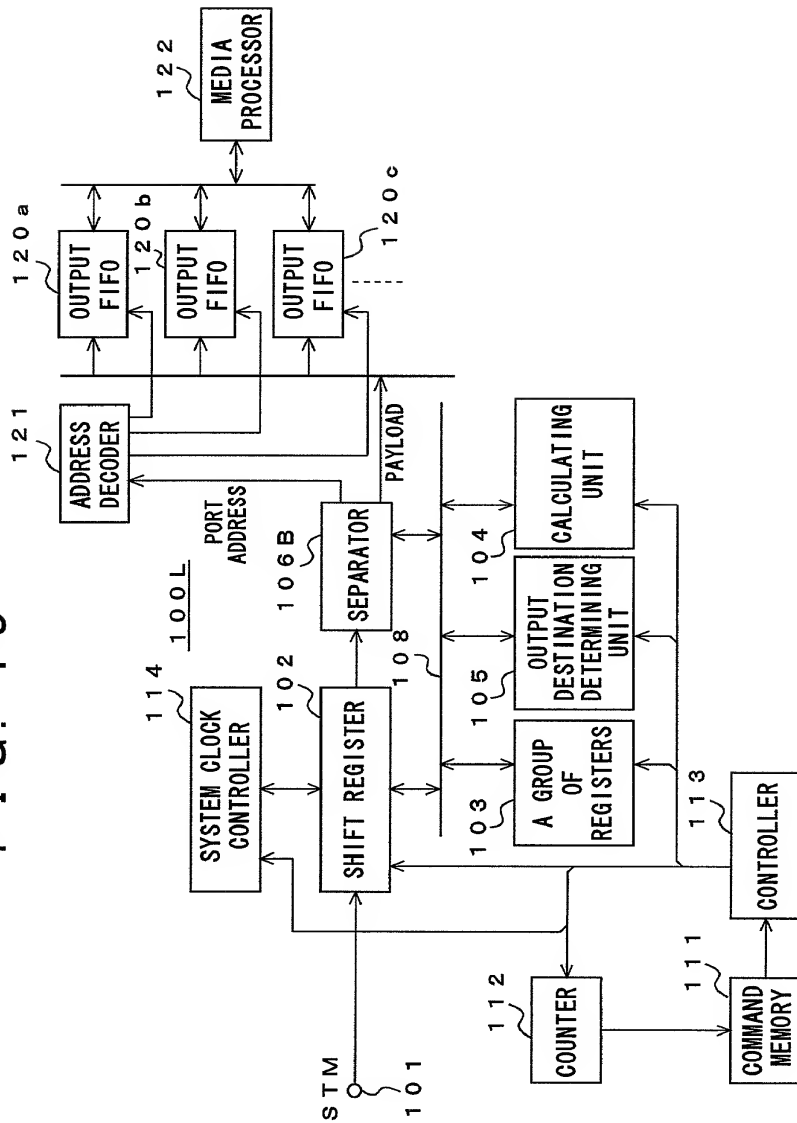 100L
STM
101
114
SYSTEM CLOCK
CONTROLLER
102
SHIFT REGISTER
106B
SEPARATOR
PORT
ADDRESS
PAYLOAD
121
ADDRESS
DECODER
120a
OUTPUT
FIFO
120b
OUTPUT
FIFO
120c
OUTPUT
FIFO
122
MEDIA
PROCESSOR
108
103
A GROUP
OF
REGISTERS
105
OUTPUT
DESTINATION
DETERMINING
UNIT
104
CALCULATING
UNIT
112
COUNTER
111
COMMAND
MEMORY
113
CONTROLLER